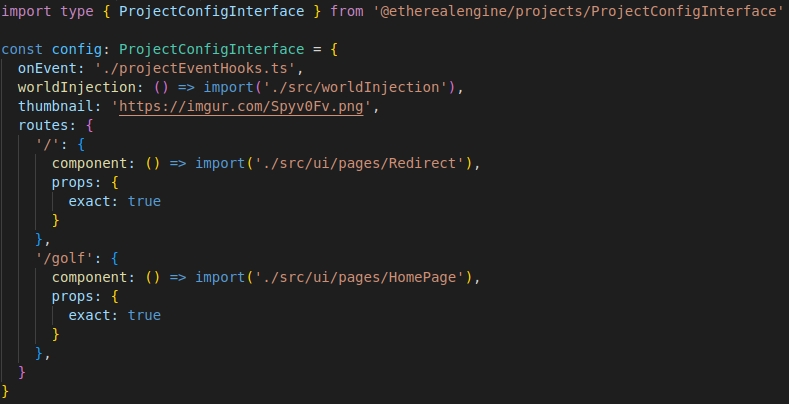 import type { ProjectConfigInterface } from '@etherealengine/projects/ProjectConfigInterface'

const config: ProjectConfigInterface = {
  onEvent: './projectEventHooks.ts',
  worldInjection: () => import('./src/worldInjection'),
  thumbnail: 'https://imgur.com/Spyv0Fv.png',
  routes: {
    '/': {
      component: () => import('./src/ui/pages/Redirect'),
      props: {
        exact: true
      }
    },
    '/golf': {
      component: () => import('./src/ui/pages/HomePage'),
      props: {
        exact: true
      }
    },
  }
}